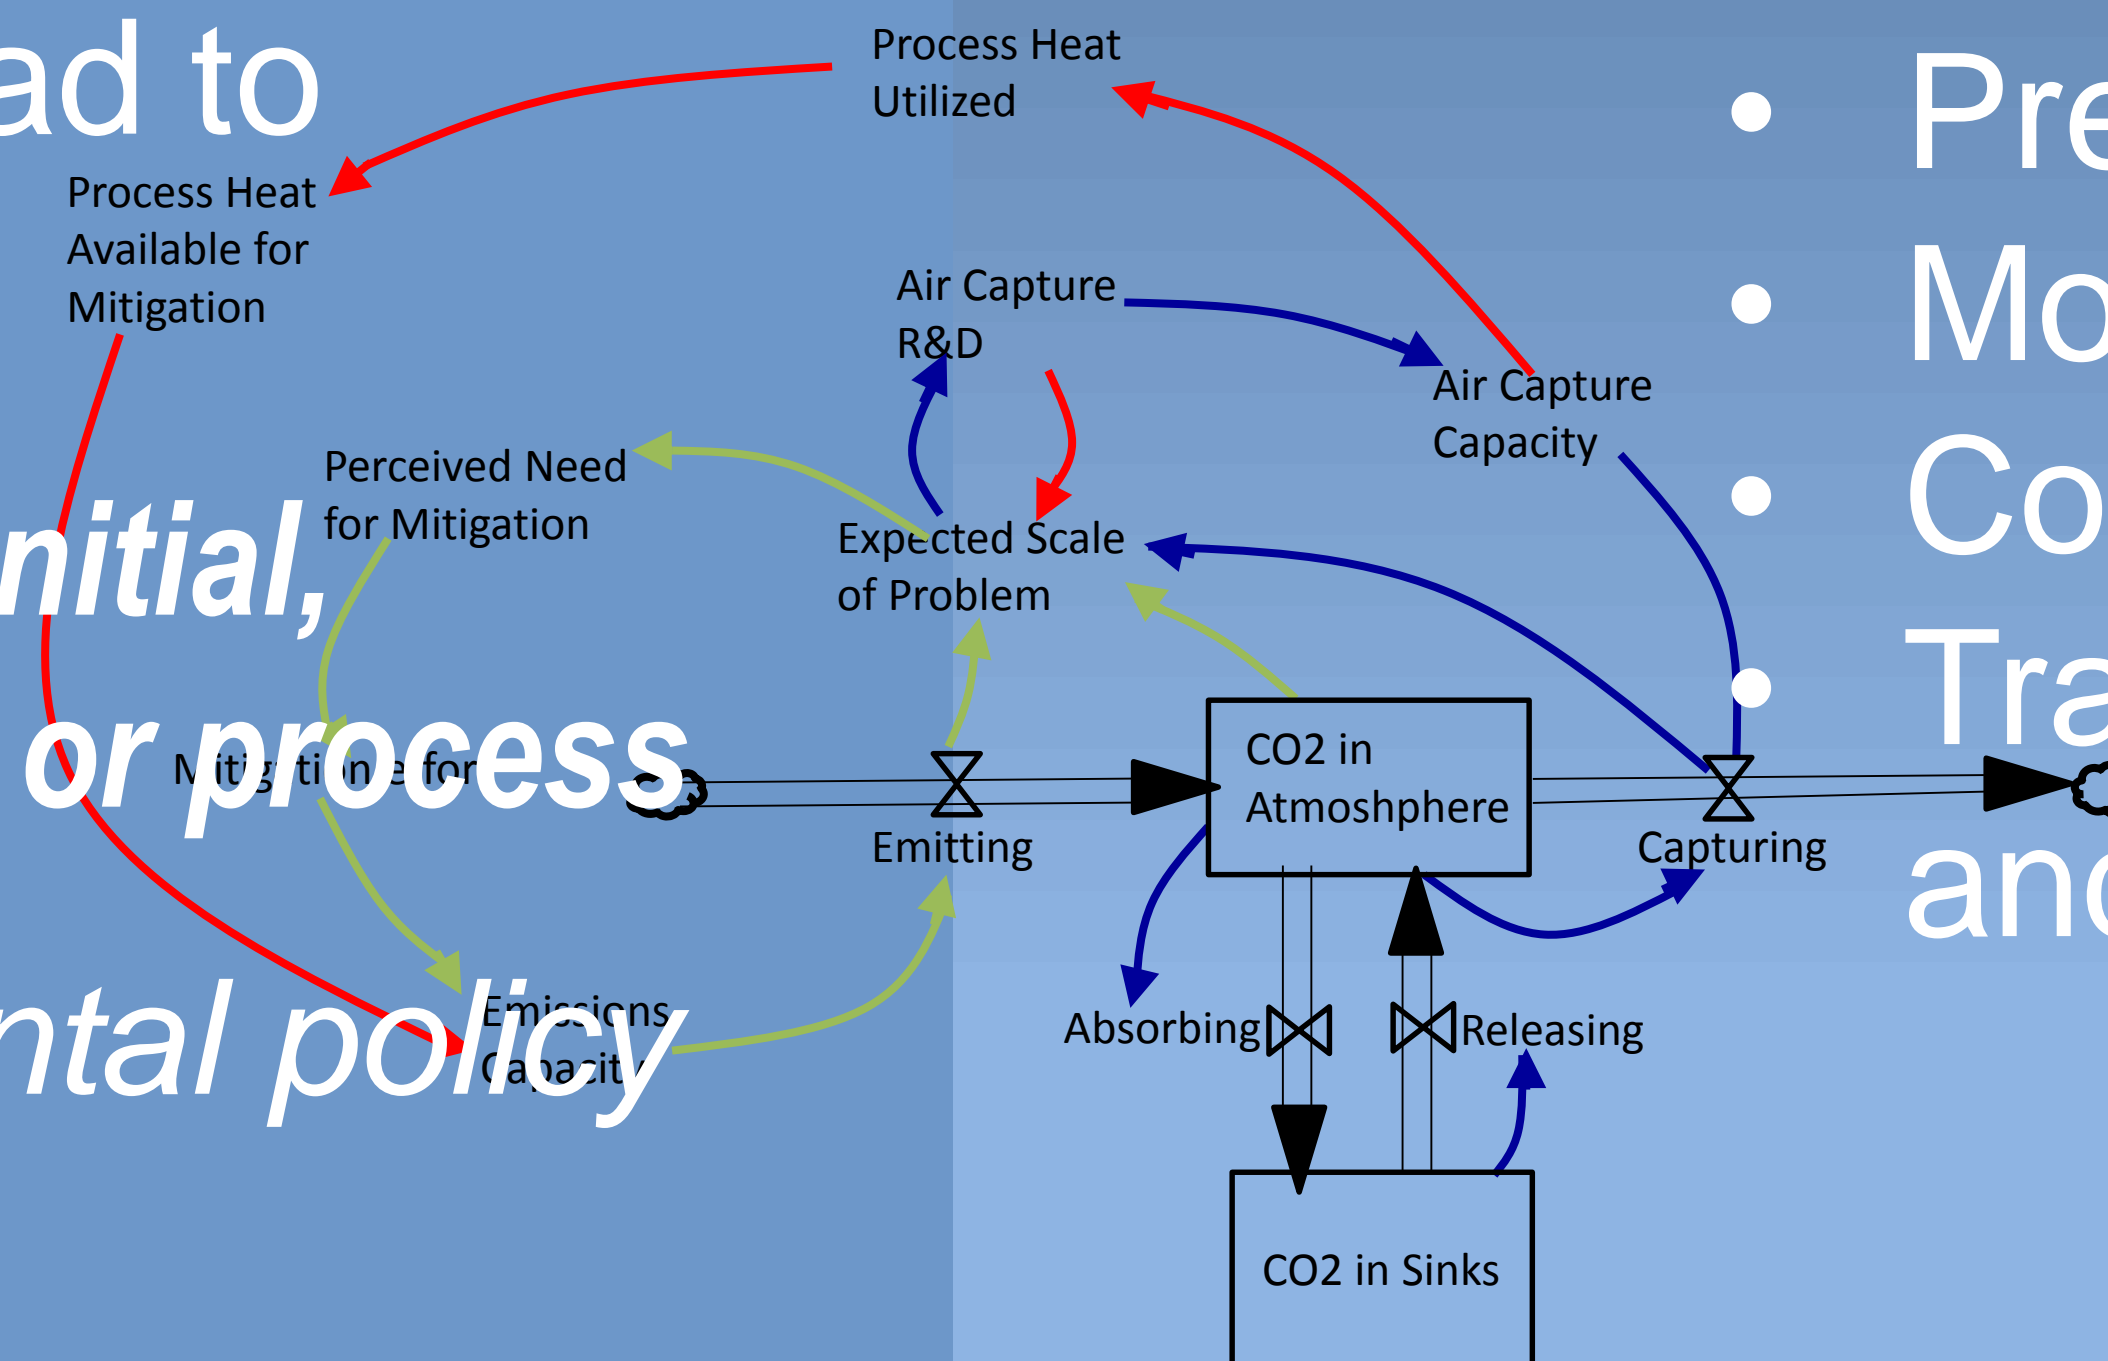 ad to
Process Heat
Utilized
Process Heat
Available for
Mitigation
Air Capture
R&D
Air Capture
Capacity
Perceived Need
for Mitigation
Expected Scale
of Problem
nitial,
or process
CO2 in
Atmoshphere
Emitting
Capturing
Emissions
Capacity
ntal policy
Absorbing
Releasing
CO2 in Sinks
• Pre
• Mo
• Co
• Tra
and